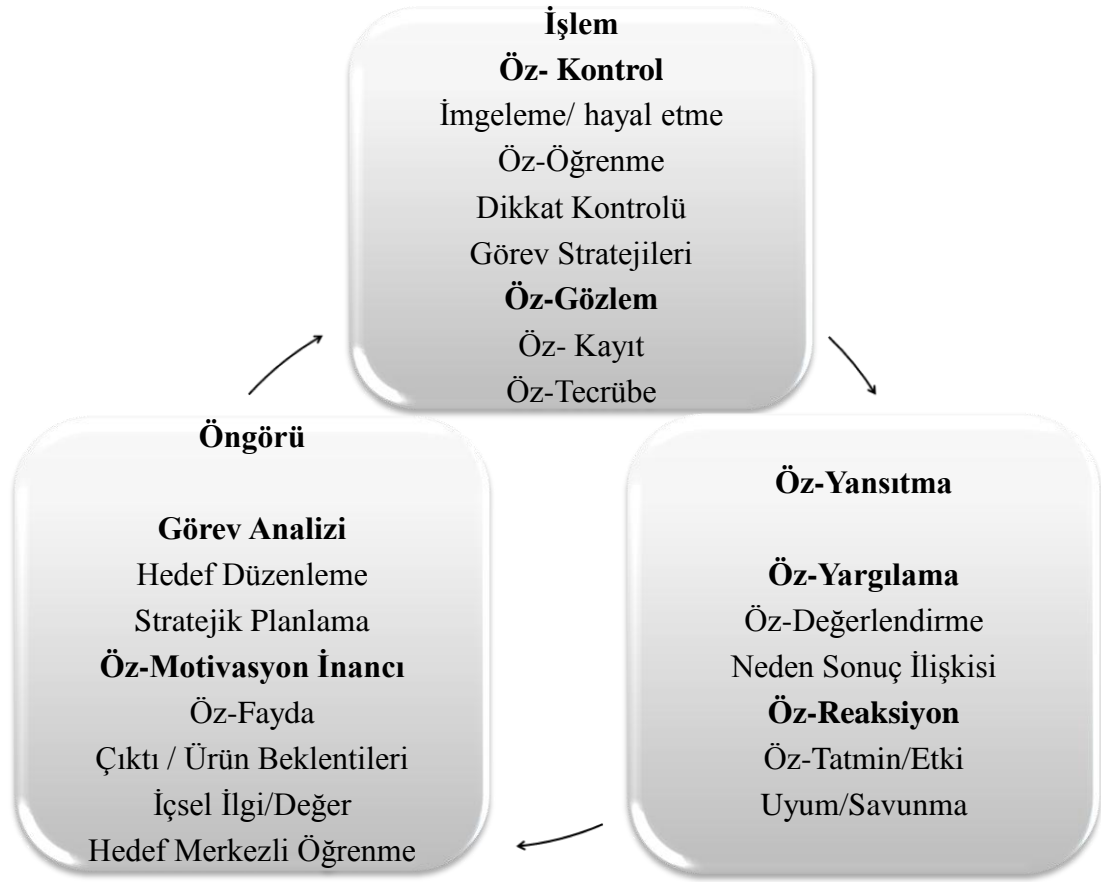 İşlem
Öz- Kontrol
İmgeleme/ hayal etme
Öz-Öğrenme
Dikkat Kontrolü
Görev Stratejileri
Öz-Gözlem
Öz- Kayıt
Öz-Tecrübe
Öngörü
Görev Analizi
Hedef Düzenleme
Stratejik Planlama
Öz-Motivasyon İnancı
Öz-Fayda
Çıktı / Ürün Beklentileri
İçsel İlgi/Değer
Hedef Merkezli Öğrenme
Öz-Yansıtma
Öz-Yargılama
Öz-Değerlendirme
Neden Sonuç İlişkisi
Öz-Reaksiyon
Öz-Tatmin/Etki
Uyum/Savunma